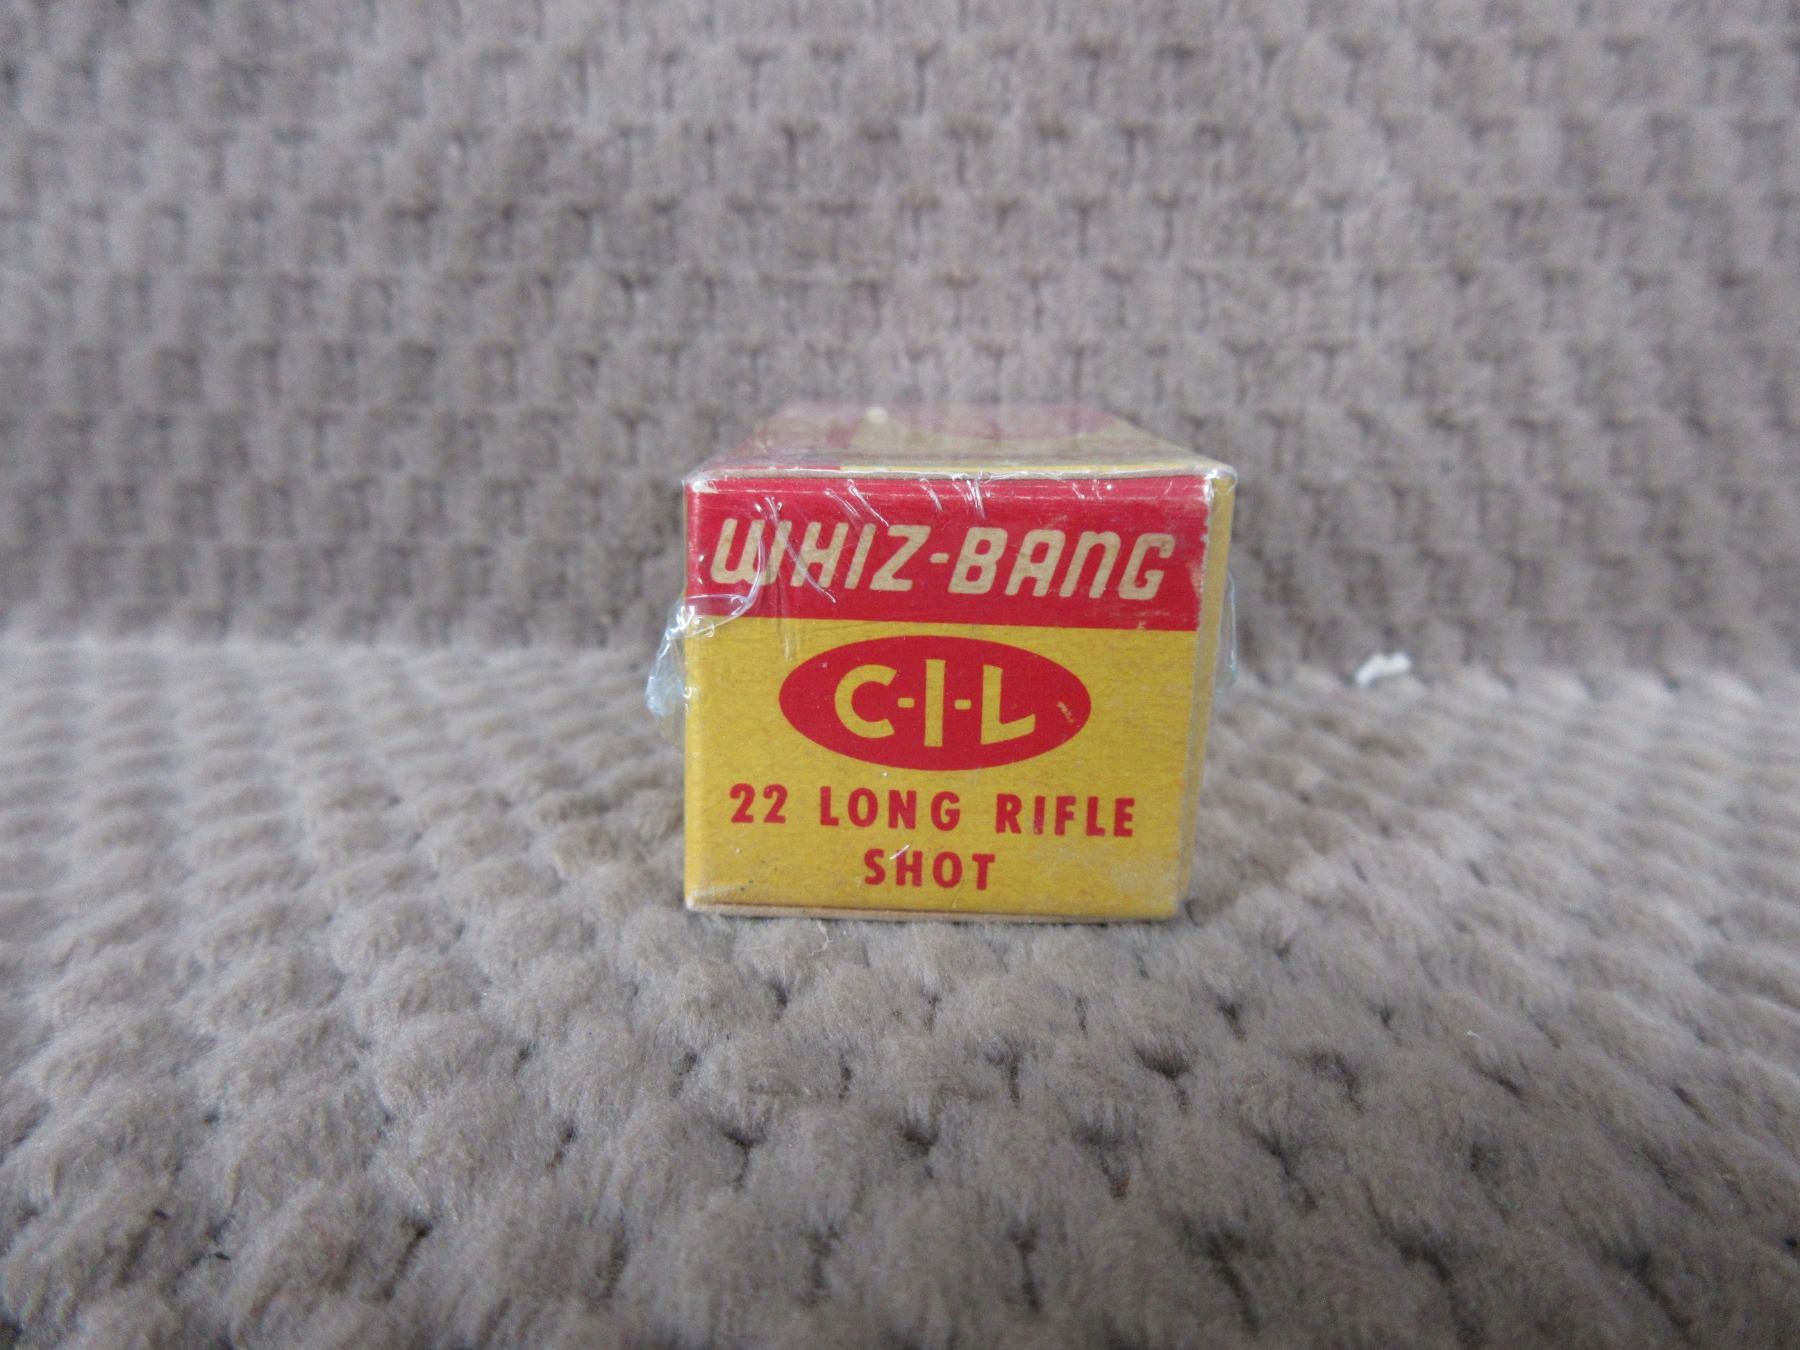 WHIZ-BANG
C-I-L
22 LONG RIFLE
SHOT